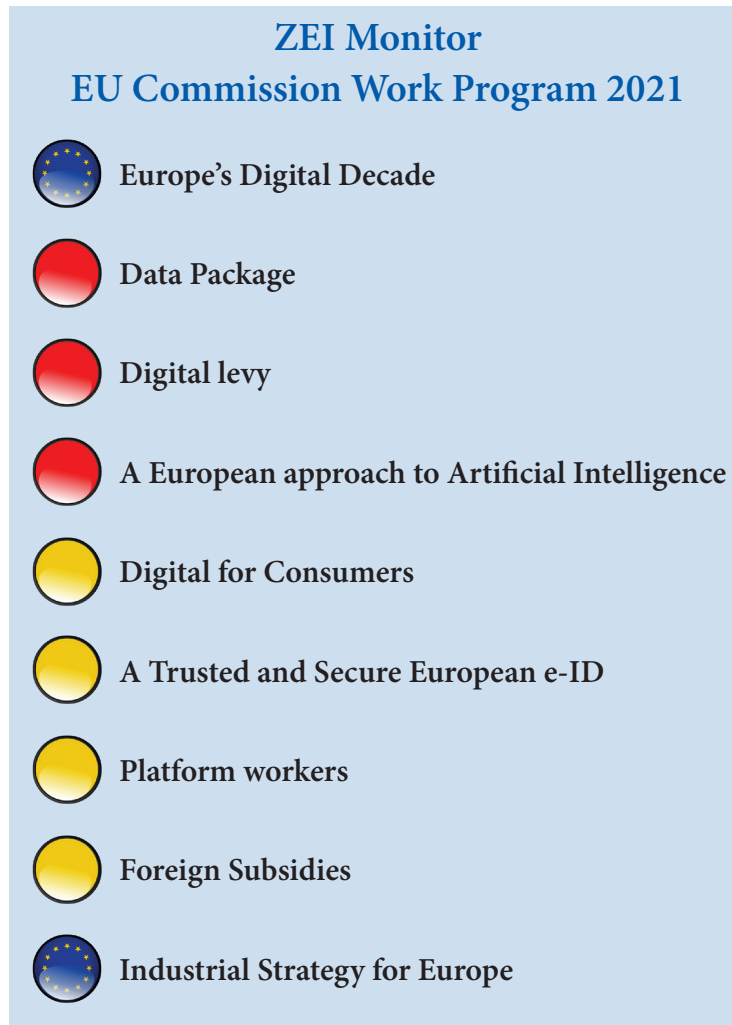 ZEI Monitor
EU Commission Work Program 2021
Europe’s Digital Decade
Data Package
Digital levy
A European approach to Artificial Intelligence
Digital for Consumers
A Trusted and Secure European e-ID
Platform workers
Foreign Subsidies
Industrial Strategy for Europe